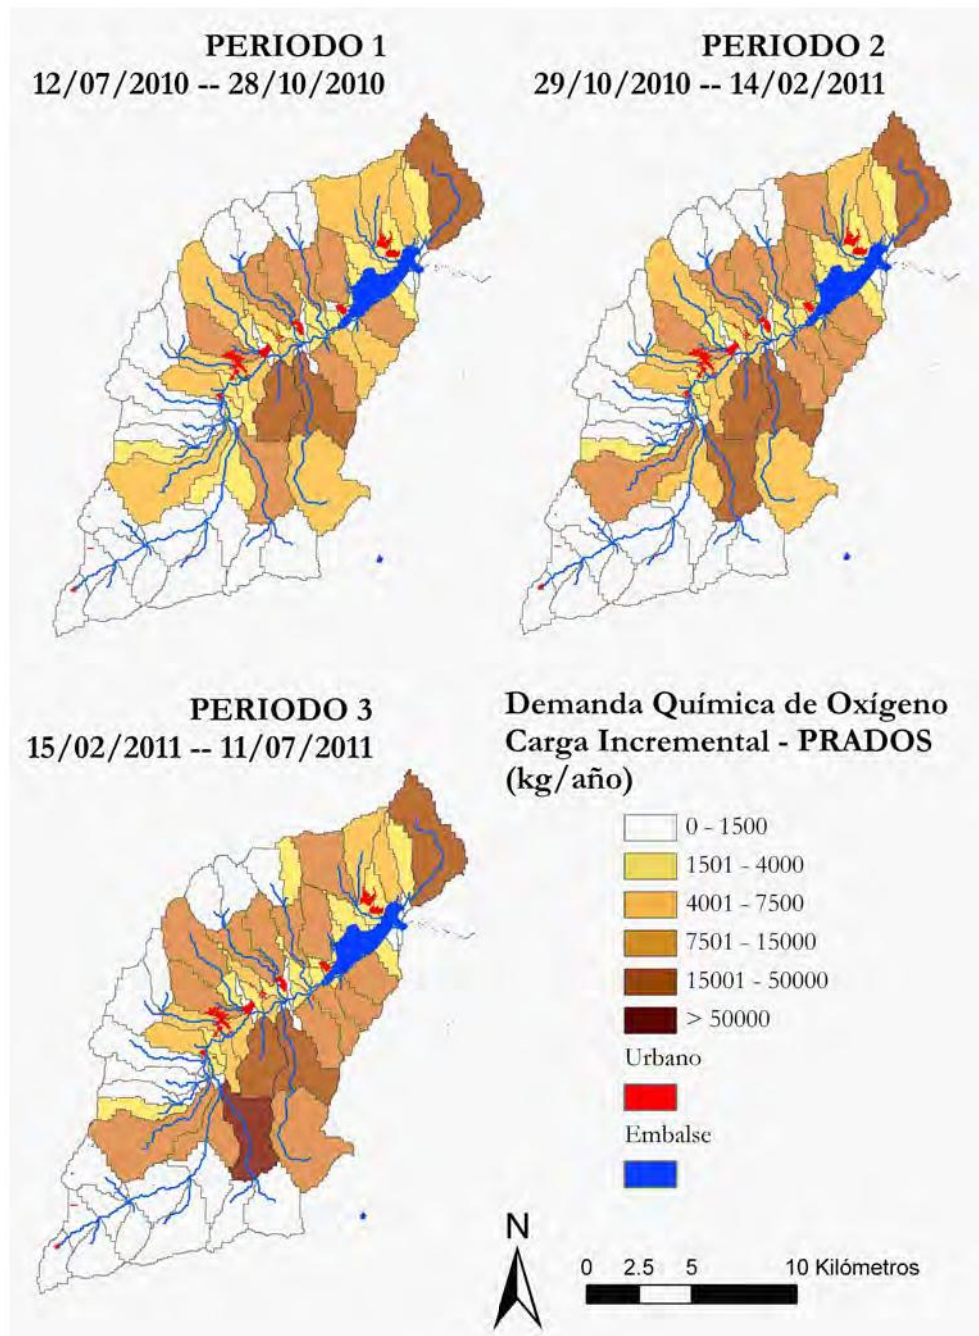 PERIODO 1
12/07/2010 -- 28/10/2010
PERIODO 2
29/10/2010 -- 14/02/2011
PERIODO 3
15/02/2011 -- 11/07/2011
Demanda Química de Oxígeno
Carga Incremental - PRADOS
(kg/año)
0 - 1500
1501 - 4000
4001 - 7500
7501 - 15000
15001 - 50000
> 50000
Urbano
Embalse
N
0 2.5 5 10 Kilómetros